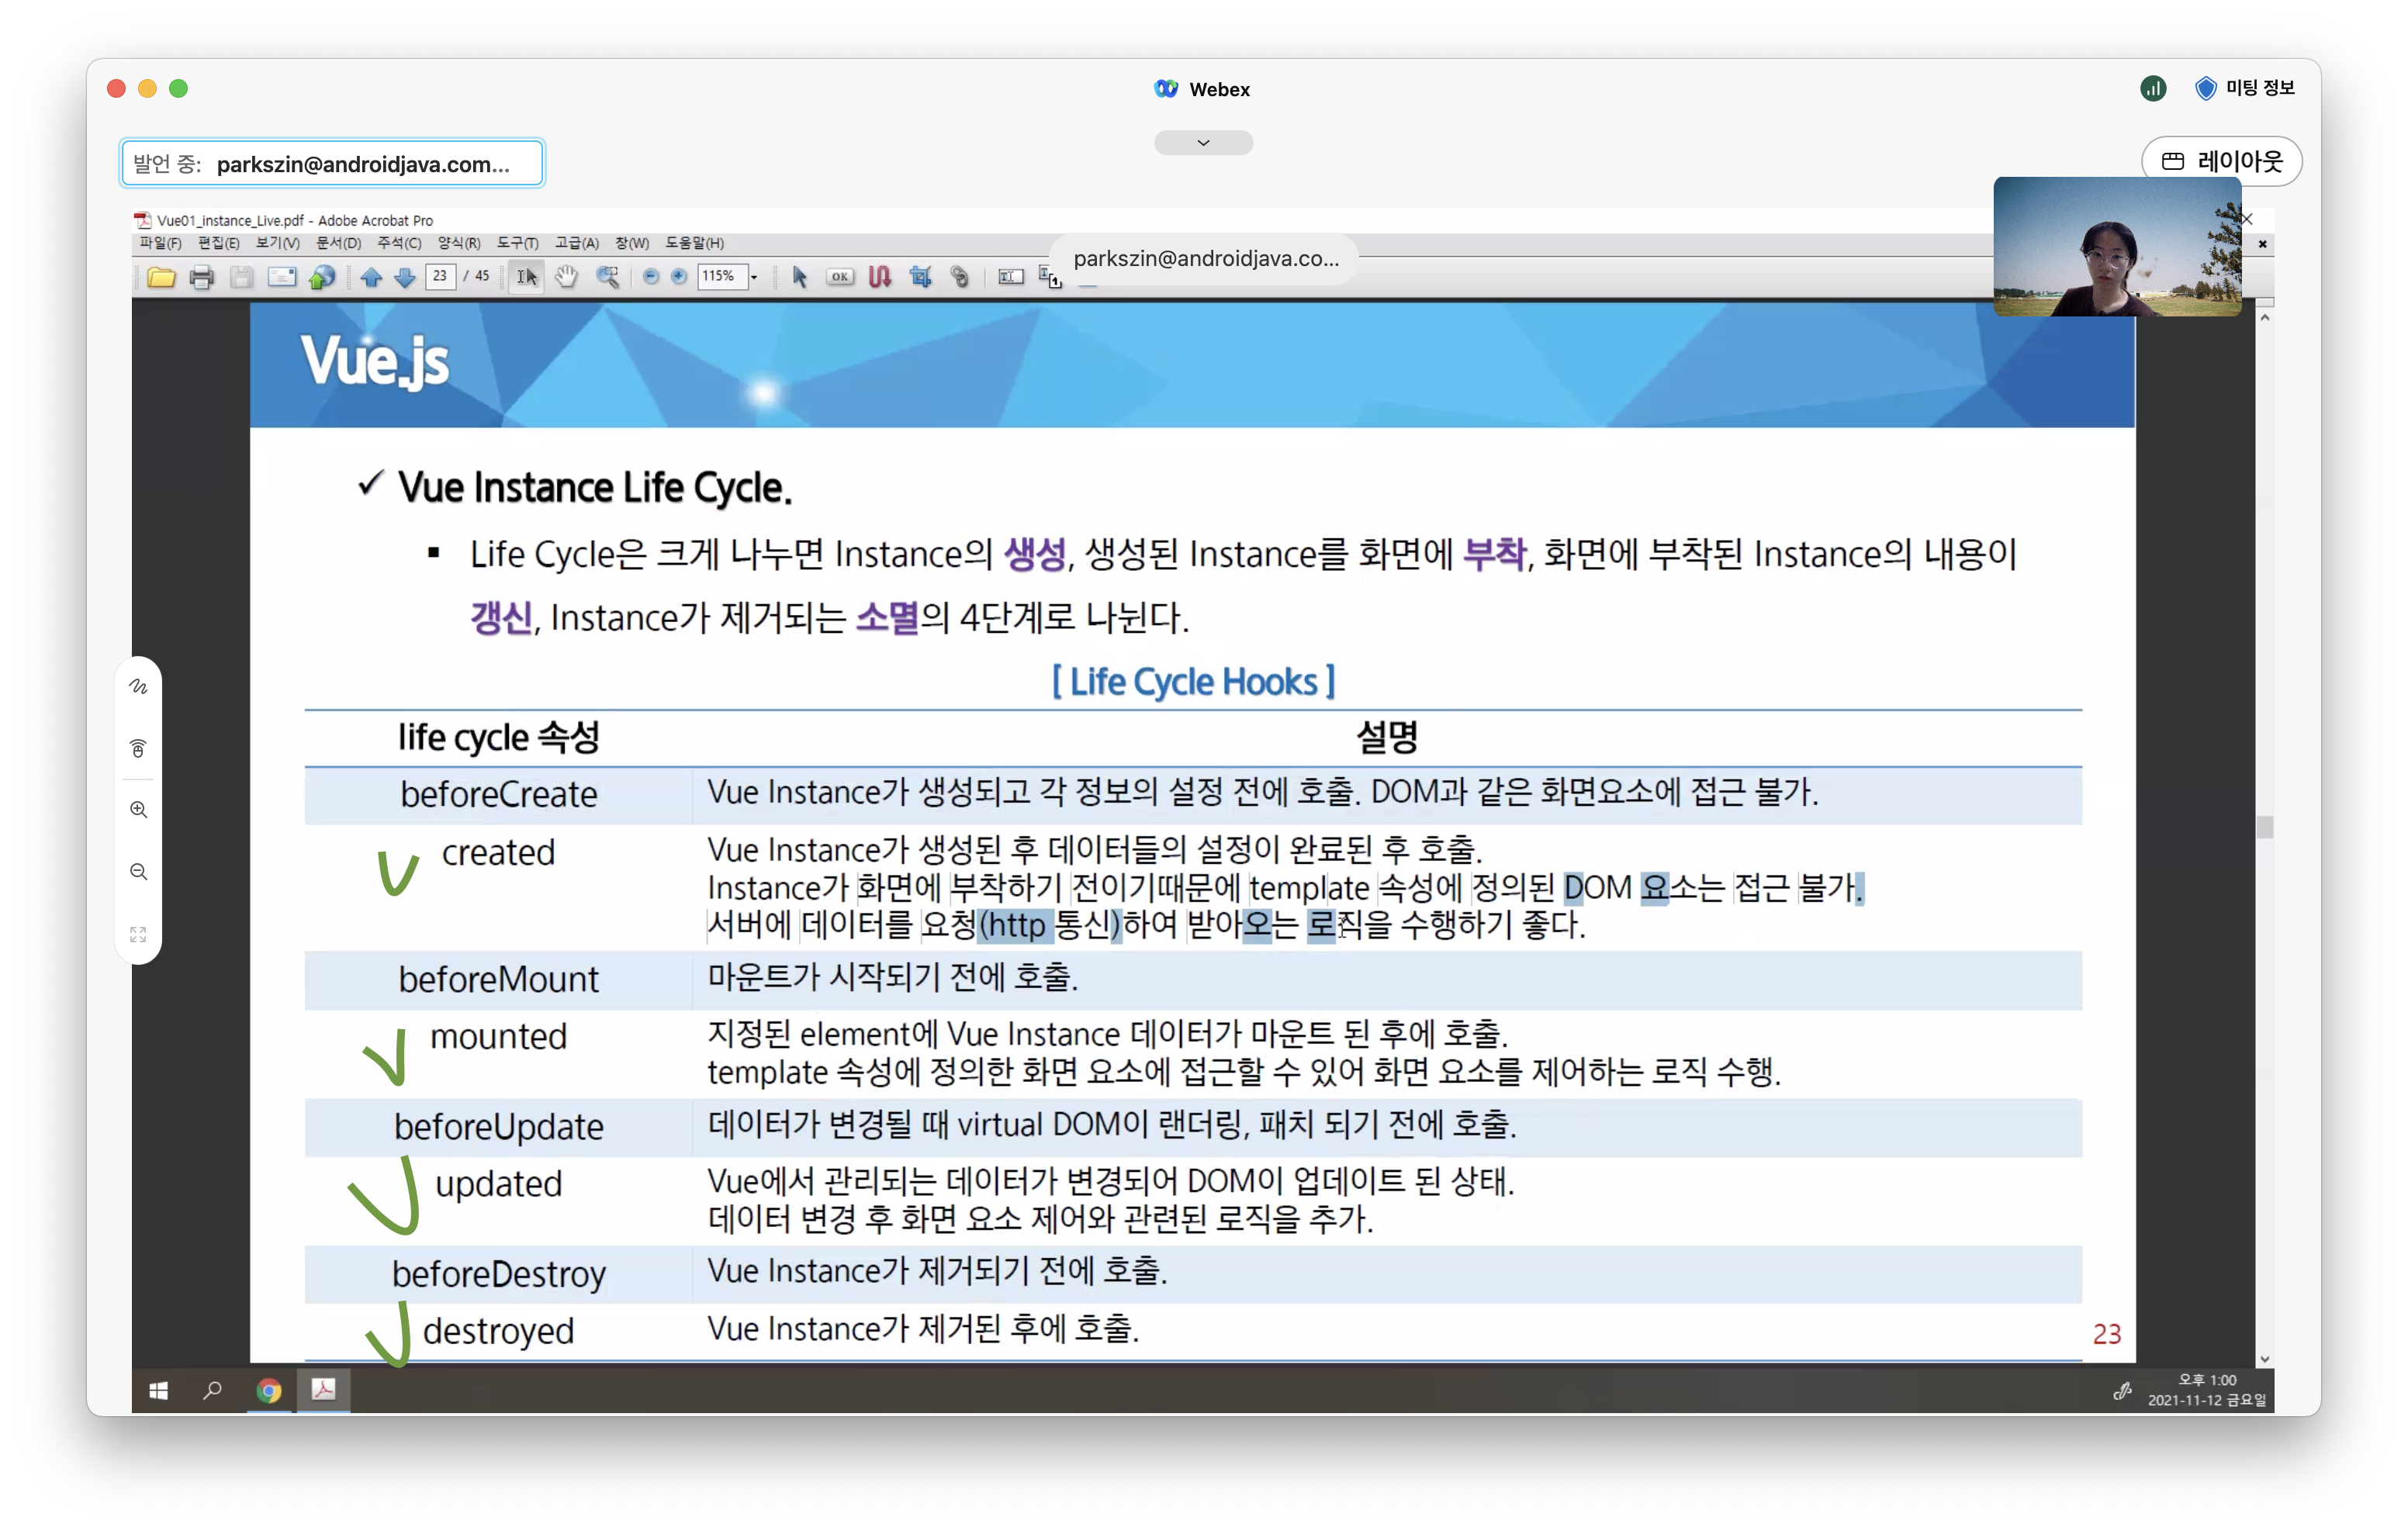 Webex
미팅 정보
발언 중: parkszin@androidjava.com...
레이아웃
Vue01_instance_Live.pdf - Adobe Acrobat Pro
파일(F) 편집(E) 보기(V) 문서(D) 주석(C) 양식(R) 도구(T) 고급(A) 창(W) 도움말(H)
parkszin@androidjava.co...
23 / 45 115% OK
Vue.js
✓ Vue Instance Life Cycle.
▪ Life Cycle은 크게 나누면 Instance의 생성, 생성된 Instance를 화면에 부착, 화면에 부착된 Instance의 내용이
갱신, Instance가 제거되는 소멸의 4단계로 나뉜다.
[ Life Cycle Hooks ]
life cycle 속성 설명
beforeCreate Vue Instance가 생성되고 각 정보의 설정 전에 호출. DOM과 같은 화면요소에 접근 불가.
created Vue Instance가 생성된 후 데이터들의 설정이 완료된 후 호출.
Instance가 화면에 부착하기 전이기때문에 template 속성에 정의된 DOM 요소는 접근 불가.
서버에 데이터를 요청(http 통신)하여 받아오는 로직을 수행하기 좋다.
beforeMount 마운트가 시작되기 전에 호출.
mounted 지정된 element에 Vue Instance 데이터가 마운트 된 후에 호출.
template 속성에 정의한 화면 요소에 접근할 수 있어 화면 요소를 제어하는 로직 수행.
beforeUpdate 데이터가 변경될 때 virtual DOM이 랜더링, 패치 되기 전에 호출.
updated Vue에서 관리되는 데이터가 변경되어 DOM이 업데이트 된 상태.
데이터 변경 후 화면 요소 제어와 관련된 로직을 추가.
beforeDestroy Vue Instance가 제거되기 전에 호출.
destroyed Vue Instance가 제거된 후에 호출.
23
오후 1:00
2021-11-12 금요일